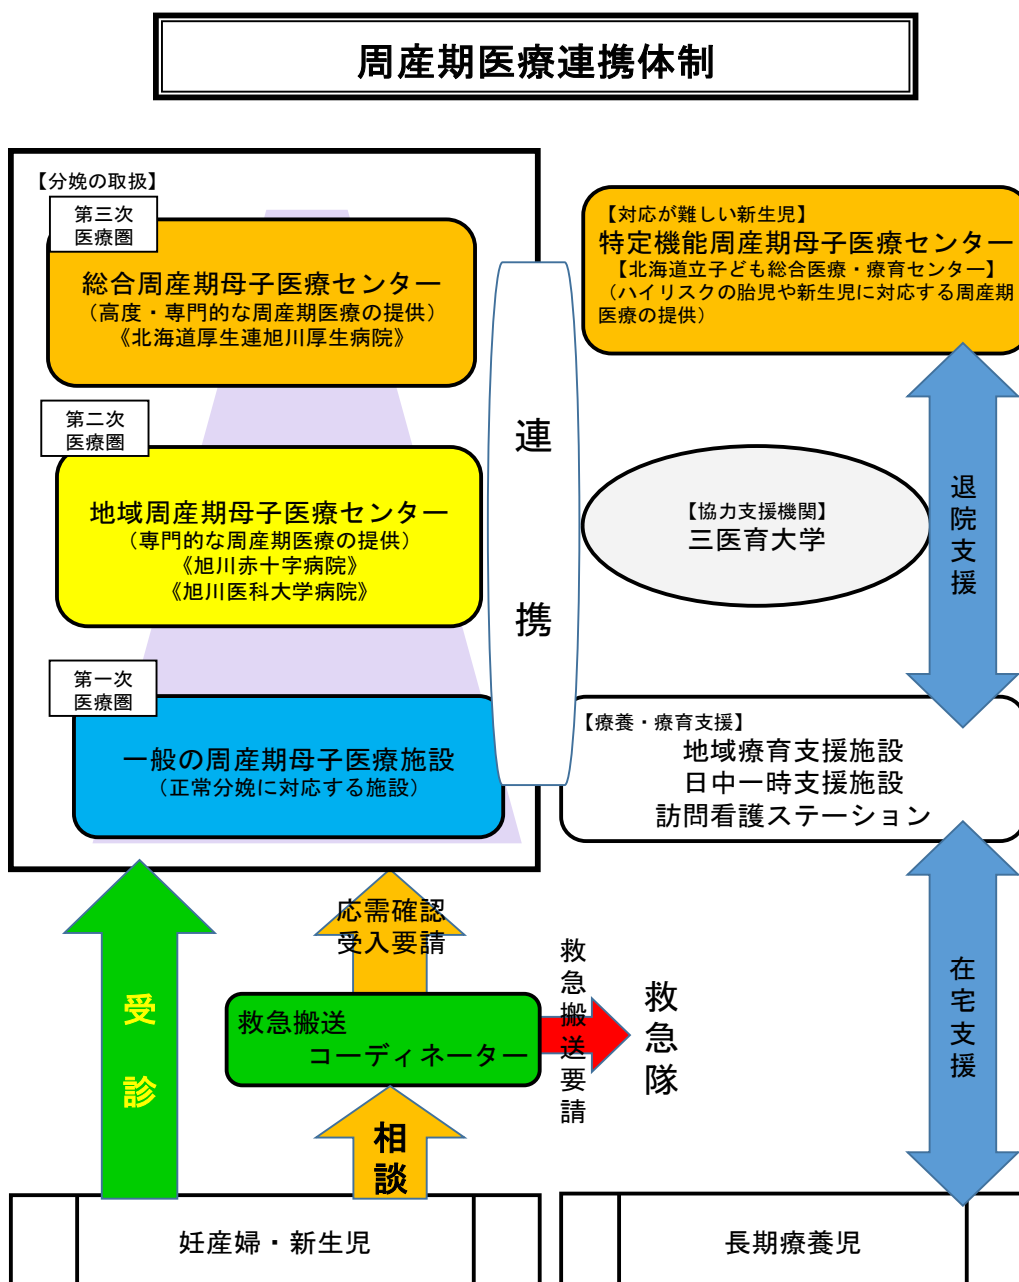 周産期医療連携体制
【分娩の取扱】
第三次
医療圏
総合周産期母子医療センター
（高度・専門的な周産期医療の提供）
《北海道厚生連旭川厚生病院》
第二次
医療圏
地域周産期母子医療センター
（専門的な周産期医療の提供）
《旭川赤十字病院》
《旭川医科大学病院》
第一次
医療圏
一般の周産期母子医療施設
（正常分娩に対応する施設）
連携
【対応が難しい新生児】
特定機能周産期母子医療センター
【北海道立子ども総合医療・療育センター】
（ハイリスクの胎児や新生児に対応する周産期
医療の提供）
【協力支援機関】
三医育大学
退院支援
【療養・療育支援】
地域療育支援施設
日中一時支援施設
訪問看護ステーション
受診
応需確認
受入要請
救急搬送
コーディネーター
救急搬送要請
救急隊
相談
在宅支援
妊産婦・新生児
長期療養児